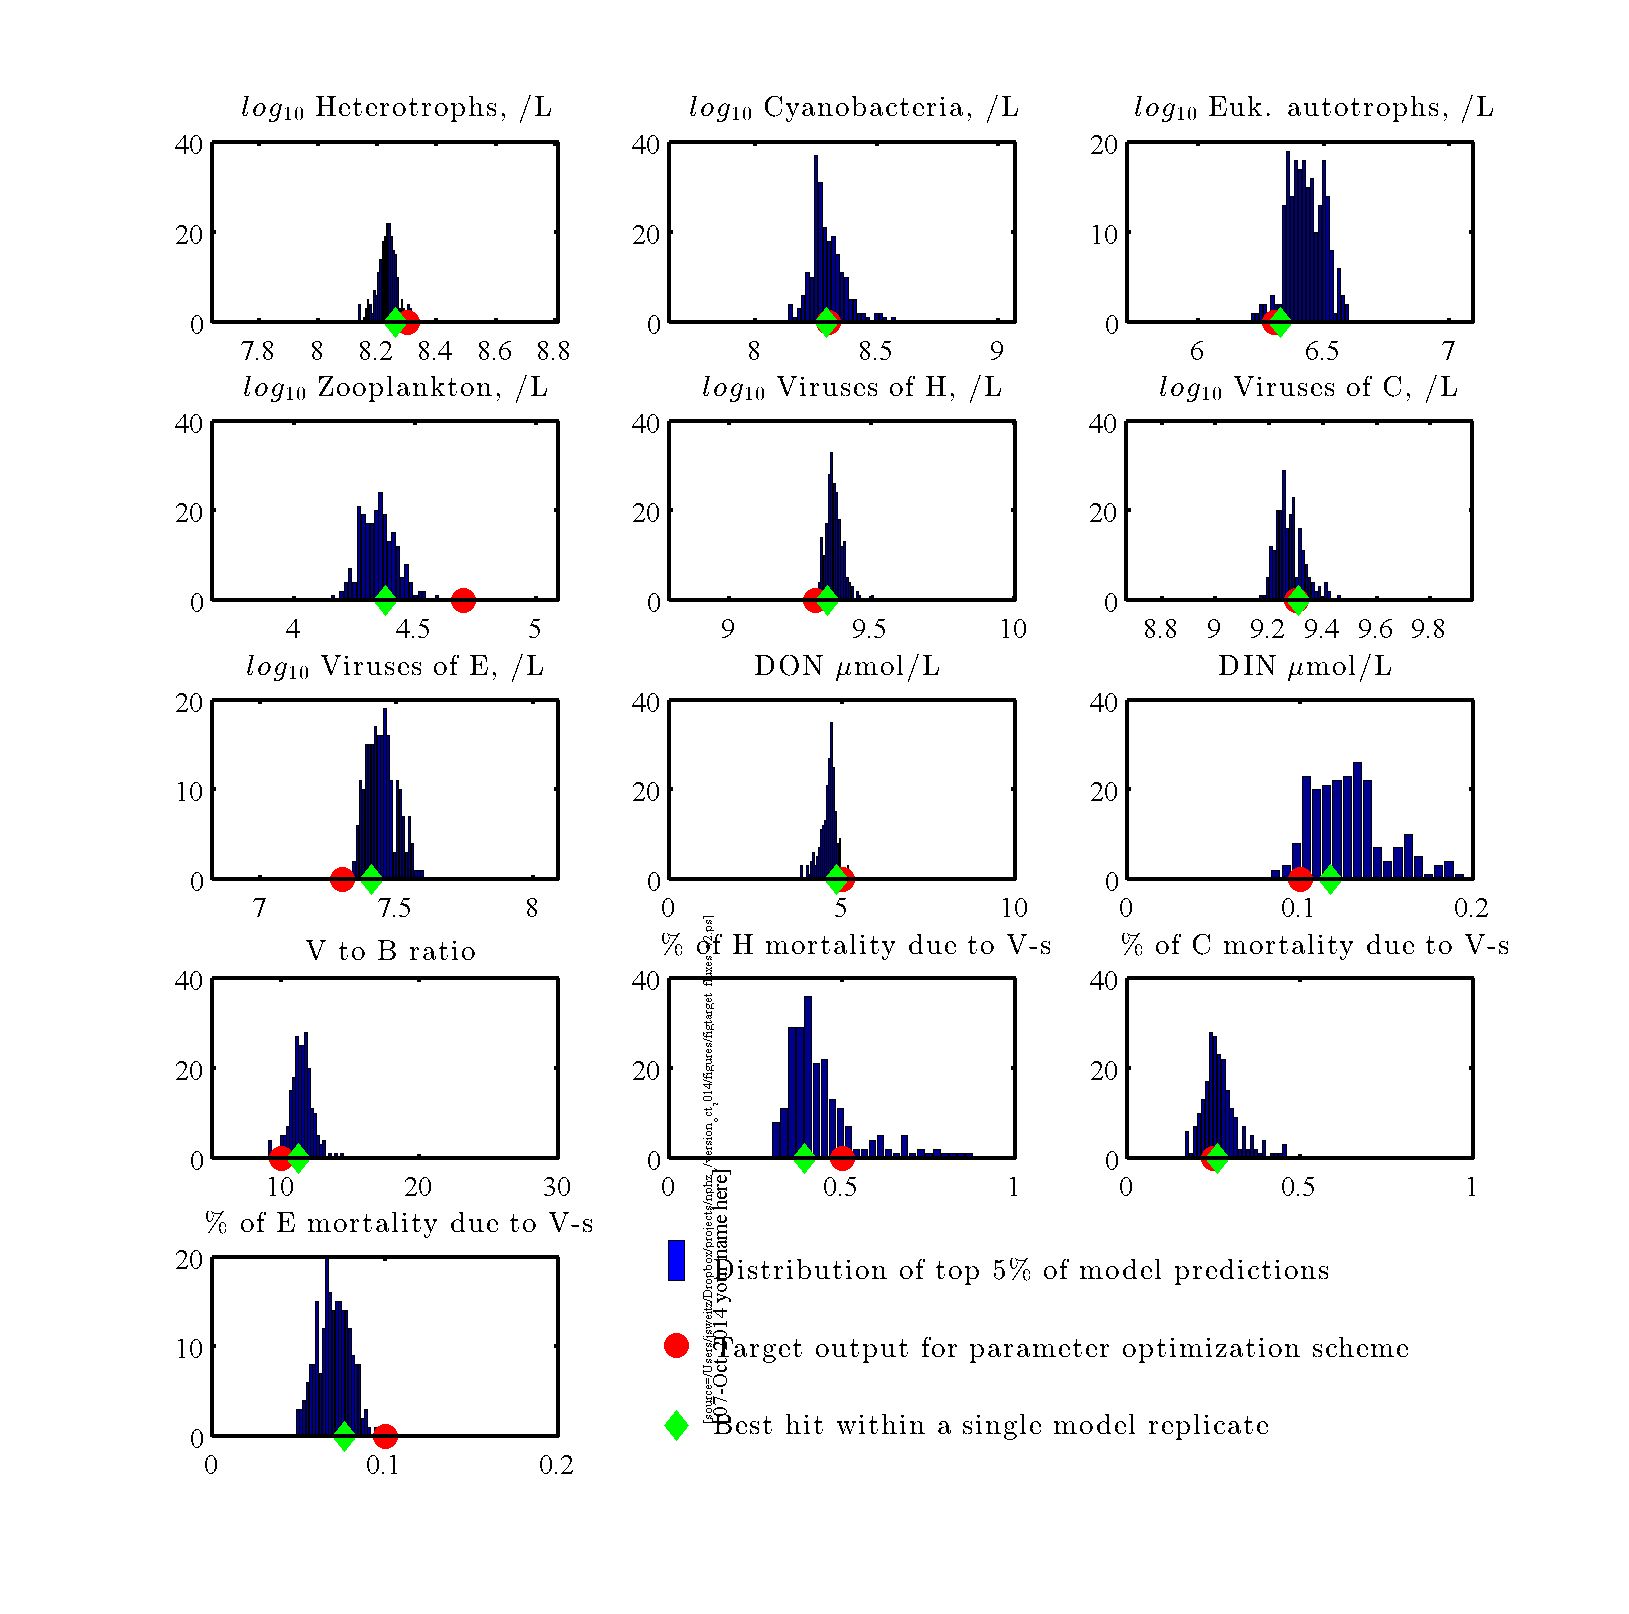 log10 Heterotrophs, /L
40
20
0
7.8 8 8.2 8.4 8.6 8.8
log10 Cyanobacteria, /L
40
20
0
8 8.5 9
log10 Euk. autotrophs, /L
20
10
0
6 6.5 7
log10 Zooplankton, /L
40
20
0
4 4.5 5
log10 Viruses of H, /L
40
20
0
9 9.5 10
log10 Viruses of C, /L
40
20
0
8.8 9 9.2 9.4 9.6 9.8
log10 Viruses of E, /L
20
10
0
7 7.5 8
DON μmol/L
40
20
0
0 5 10
DIN μmol/L
40
20
0
0 0.1 0.2
V to B ratio
40
20
0
10 20 30
% of H mortality due to V-s
40
20
0
0 0.5 1
% of C mortality due to V-s
40
20
0
0 0.5 1
% of E mortality due to V-s
20
10
0
0 0.1 0.2
Distribution of top 5% of model predictions
Target output for parameter optimization scheme
Best hit within a single model replicate
[07-Oct-2014 your name here]